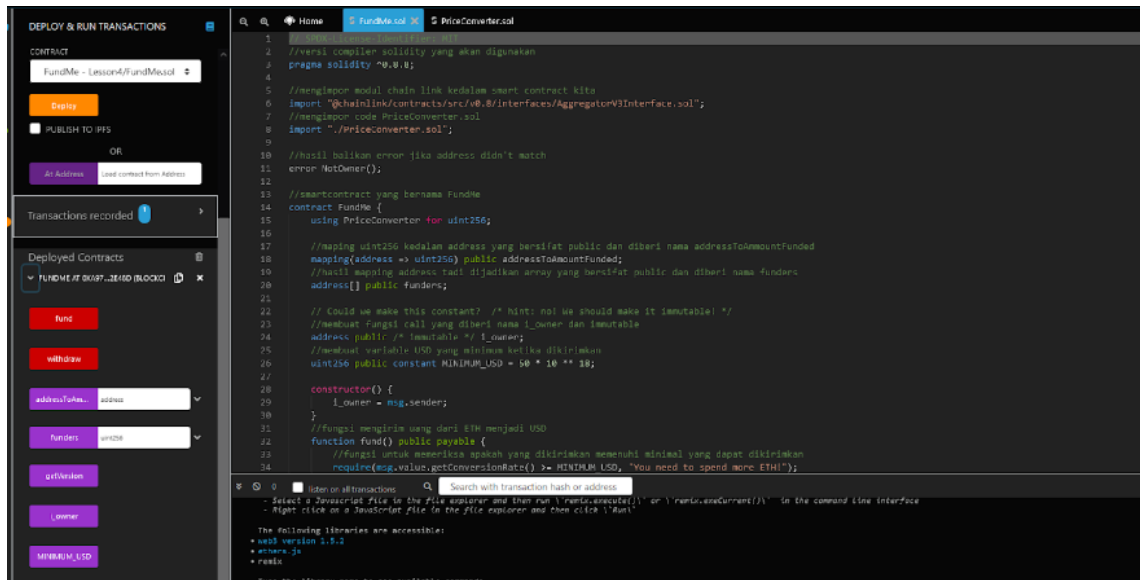 DEPLOY & RUN TRANSACTIONS
CONTRACT
FundMe - Lesson4/FundMe.sol
Deploy
PUBLISH TO IPFS
OR
At Address
Load contract from Address
Transactions recorded 1
Deployed Contracts
FUNDME AT 0XA97...2E46D (BLOCKCI
fund
withdraw
addressToAm... address
funders uint256
getVersion
i_owner
MINIMUM_USD
Home FundMe.sol PriceConverter.sol
1 // SPDX-License-Identifier: MIT
2 //versi compiler solidity yang akan digunakan
3 pragma solidity ^0.8.8;
4
5 //mengimpor modul chain link kedalam smart contract kita
6 import "@chainlink/contracts/src/v0.8/interfaces/AggregatorV3Interface.sol";
7 //mengimpor code PriceConverter.sol
8 import "./PriceConverter.sol";
9
10 //hasil balikan error jika address didn't match
11 error NotOwner();
12
13 //smartcontract yang bernama FundMe
14 contract FundMe {
15 using PriceConverter for uint256;
16
17 //maping uint256 kedalam address yang bersifat public dan diberi nama addressToAmmountFunded
18 mapping(address => uint256) public addressToAmountFunded;
19 //hasil mapping address tadi dijadikan array yang bersifat public dan diberi nama funders
20 address[] public funders;
21
22 // Could we make this constant? /* hint: no! We should make it immutable! */
23 //membuat fungsi call yang diberi nama i_owner dan immutable
24 address public /* immutable */ i_owner;
25 //membuat variable USD yang minimum ketika dikirimkan
26 uint256 public constant MINIMUM_USD = 50 * 10 ** 18;
27
28 constructor() {
29 i_owner = msg.sender;
30 }
31 //fungsi mengirim uang dari ETH menjadi USD
32 function fund() public payable {
33 //fungsi untuk memeriksa apakah yang dikirimkan memenuhi minimal yang dapat dikirimkan
34 require(msg.value.getConversionRate() >= MINIMUM_USD, "You need to spend more ETH!");
0 listen on all transactions Search with transaction hash or address
- Select a Javascript file in the file explorer and then run \`remix.execute()\` or \`remix.exeCurrent()\` in the command line interface
- Right click on a JavaScript file in the file explorer and then click \`Run\`
The following libraries are accessible:
• web3 version 1.5.2
• ethers.js
• remix